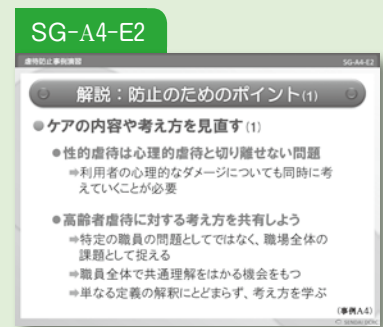 SG-A4-E2
虐待防止事例演習 SG-A4-E2
解説：防止のためのポイント(1)
●ケアの内容や考え方を見直す(1)
●性的虐待は心理的虐待と切り離せない問題
➡利用者の心理的なダメージについても同時に考
えていくことが必要
●高齢者虐待に対する考え方を共有しよう
➡特定の職員の問題としてではなく、職場全体の
課題として捉える
➡職員全体で共通理解をはかる機会をもつ
➡単なる定義の解釈にとどまらず、考え方を学ぶ
(事例A4)